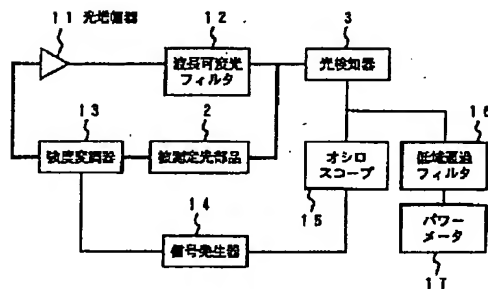 11 光増幅器
12
波長可変光
フィルタ
3
光検知器
13
強度変調器
2
被測定光部品
14
信号発生器
オシロ
スコープ
15
16
低域通過
フィルタ
パワー
メータ
17